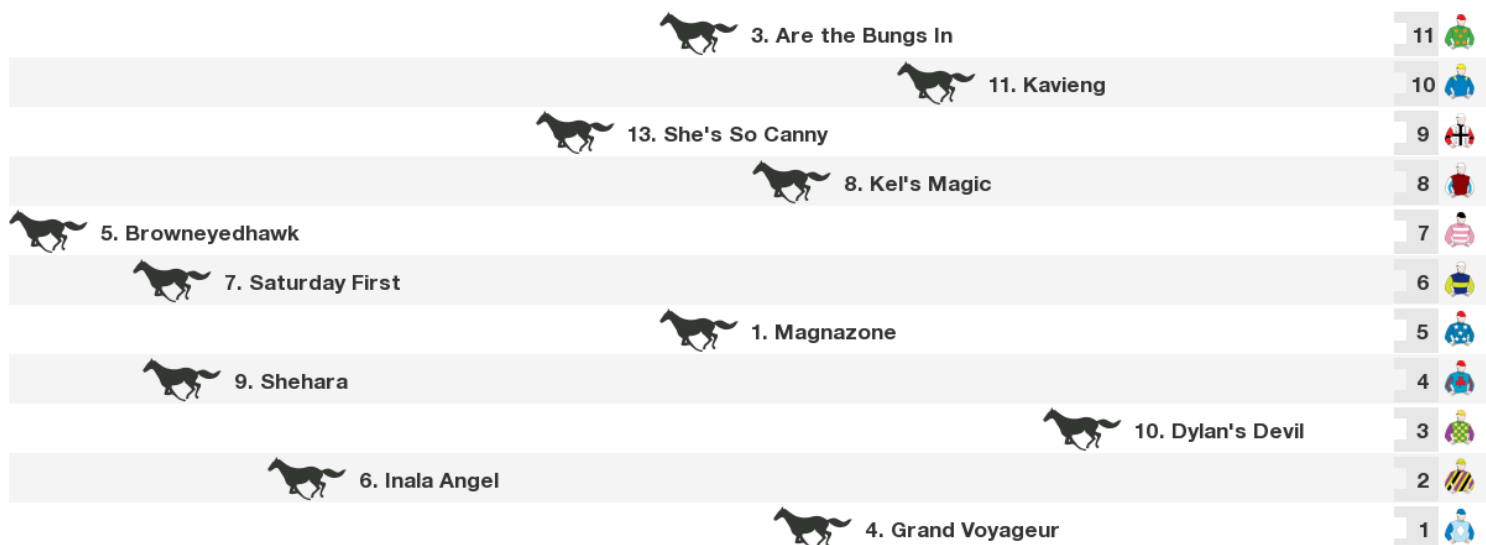 3. Are the Bungs In 11
11. Kavieng 10
13. She's So Canny 9
8. Kel's Magic 8
5. Browneyedhawk 7
7. Saturday First 6
1. Magnazone 5
9. Shehara 4
10. Dylan's Devil 3
6. Inala Angel 2
4. Grand Voyageur 1